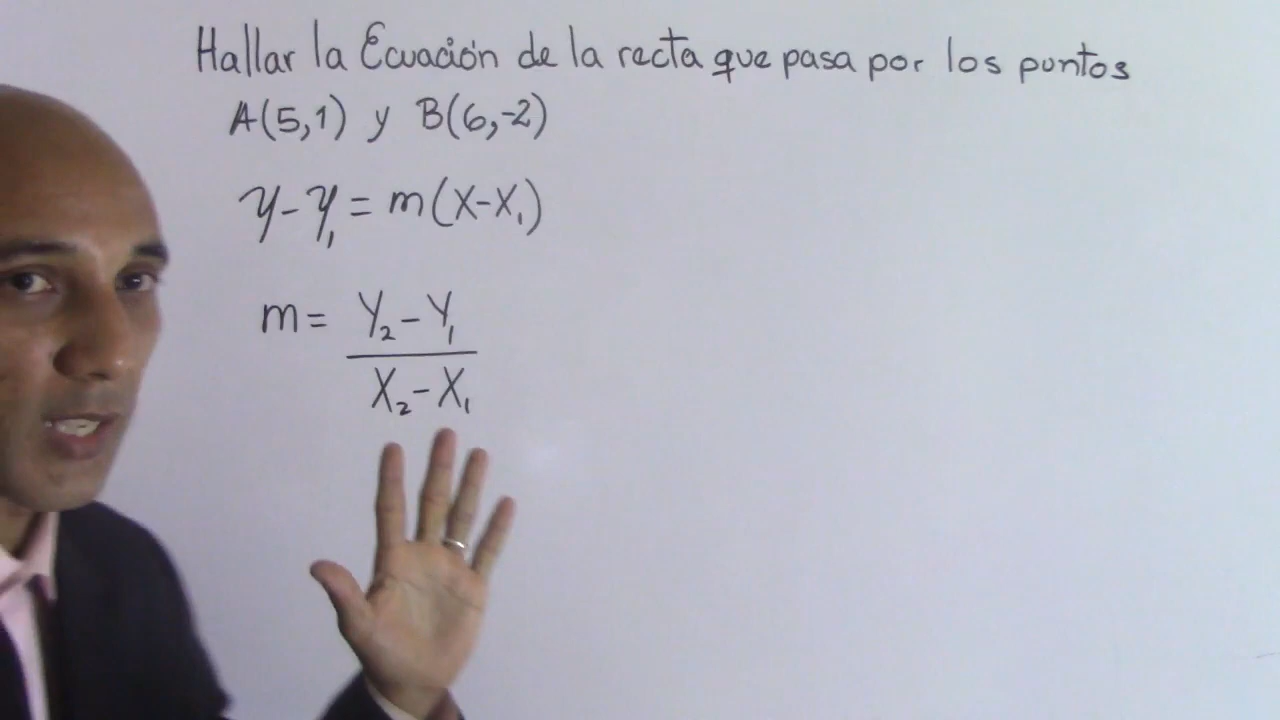 Hallar la Ecuación de la recta que pasa por los puntos
A(5,1) y B(6,-2)
y-y₁ = m(x-x₁)
m = Y₂-Y₁
X₂-X₁